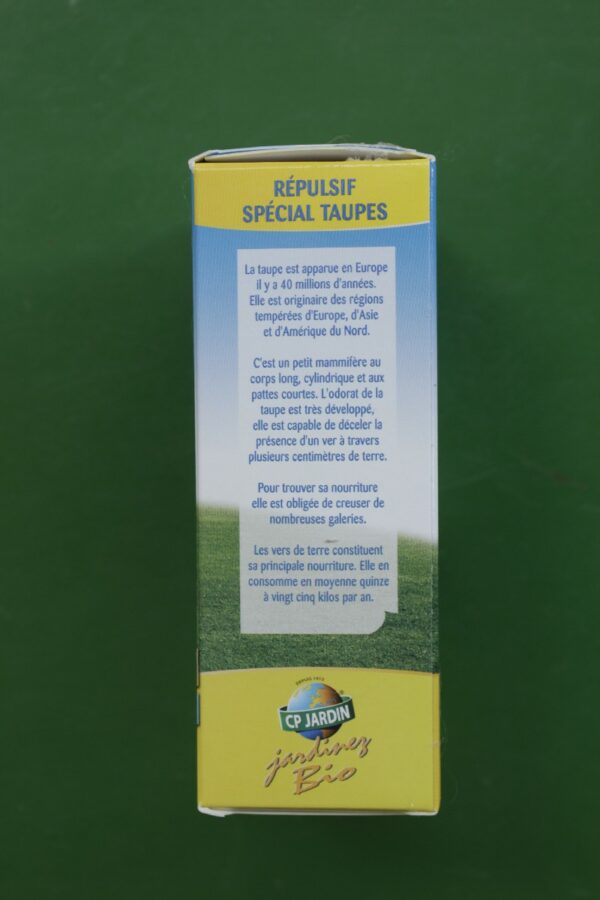 RÉPULSIF
SPÉCIAL TAUPES
La taupe est apparue en Europe
il y a 40 millions d'années.
Elle est originaire des régions
tempérées d'Europe, d'Asie
et d'Amérique du Nord.
C'est un petit mammifère au
corps long, cylindrique et aux
pattes courtes. L'odorat de la
taupe est très développé,
elle est capable de déceler la
présence d'un ver à travers
plusieurs centimètres de terre.
Pour trouver sa nourriture
elle est obligée de creuser de
nombreuses galeries.
Les vers de terre constituent
sa principale nourriture. Elle en
consomme en moyenne quinze
à vingt cinq kilos par an.
CP JARDIN
jardinez
Bio